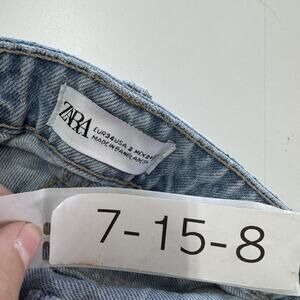 ZARA
EUR 34 USA 2 MEX 24
MADE IN BANGLADESH
7-15-8